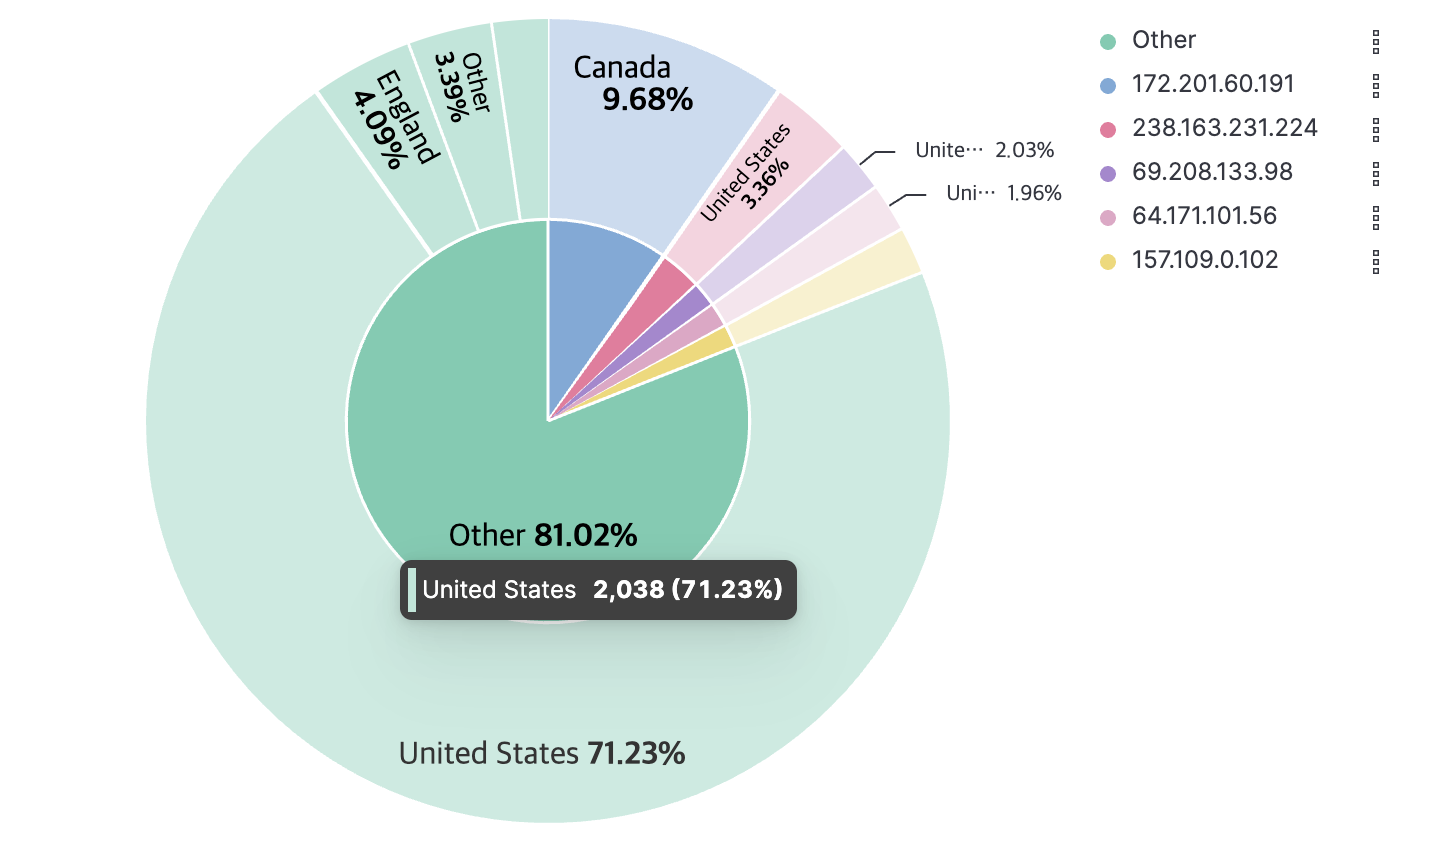 Canada
9.68%
United States
3.36%
Unite… 2.03%
Uni… 1.96%
England
4.09%
Other
3.39%
Other 81.02%
United States 2,038 (71.23%)
United States 71.23%
Other
172.201.60.191
238.163.231.224
69.208.133.98
64.171.101.56
157.109.0.102